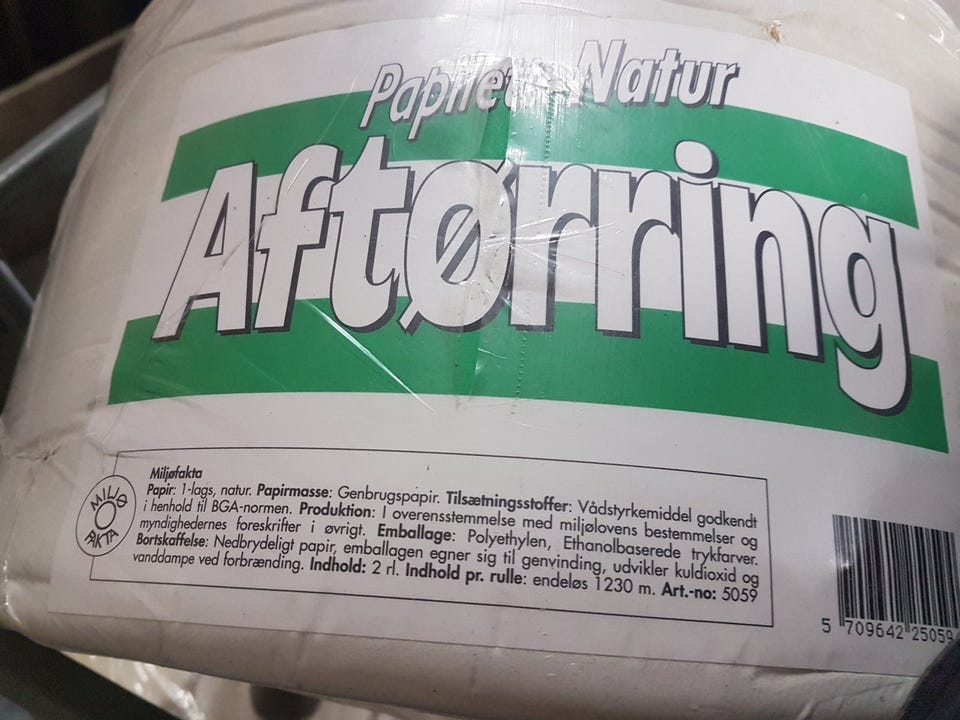 Natur
Aftørring
Miljøfakta
Papir: 1-lags, natur. Papirmasse: Genbrugspapir. Tilsætningsstoffer: Vådstyrkemiddel godkendt
i henhold til BGA-normen. Produktion: I overensstemmelse med miljølovens bestemmelser og
myndighedernes foreskrifter i øvrigt. Emballage: Polyethylen, Ethanolbaserede trykfarver.
Bortskaffelse: Nedbrydeligt papir, emballagen egner sig til genvinding, udvikler kuldioxid og
vanddampe ved forbrænding. Indhold: 2 rl. Indhold pr. rulle: endeløs 1230 m. Art.-no: 5059
MILJØ
FAKTA
5 709642 25059